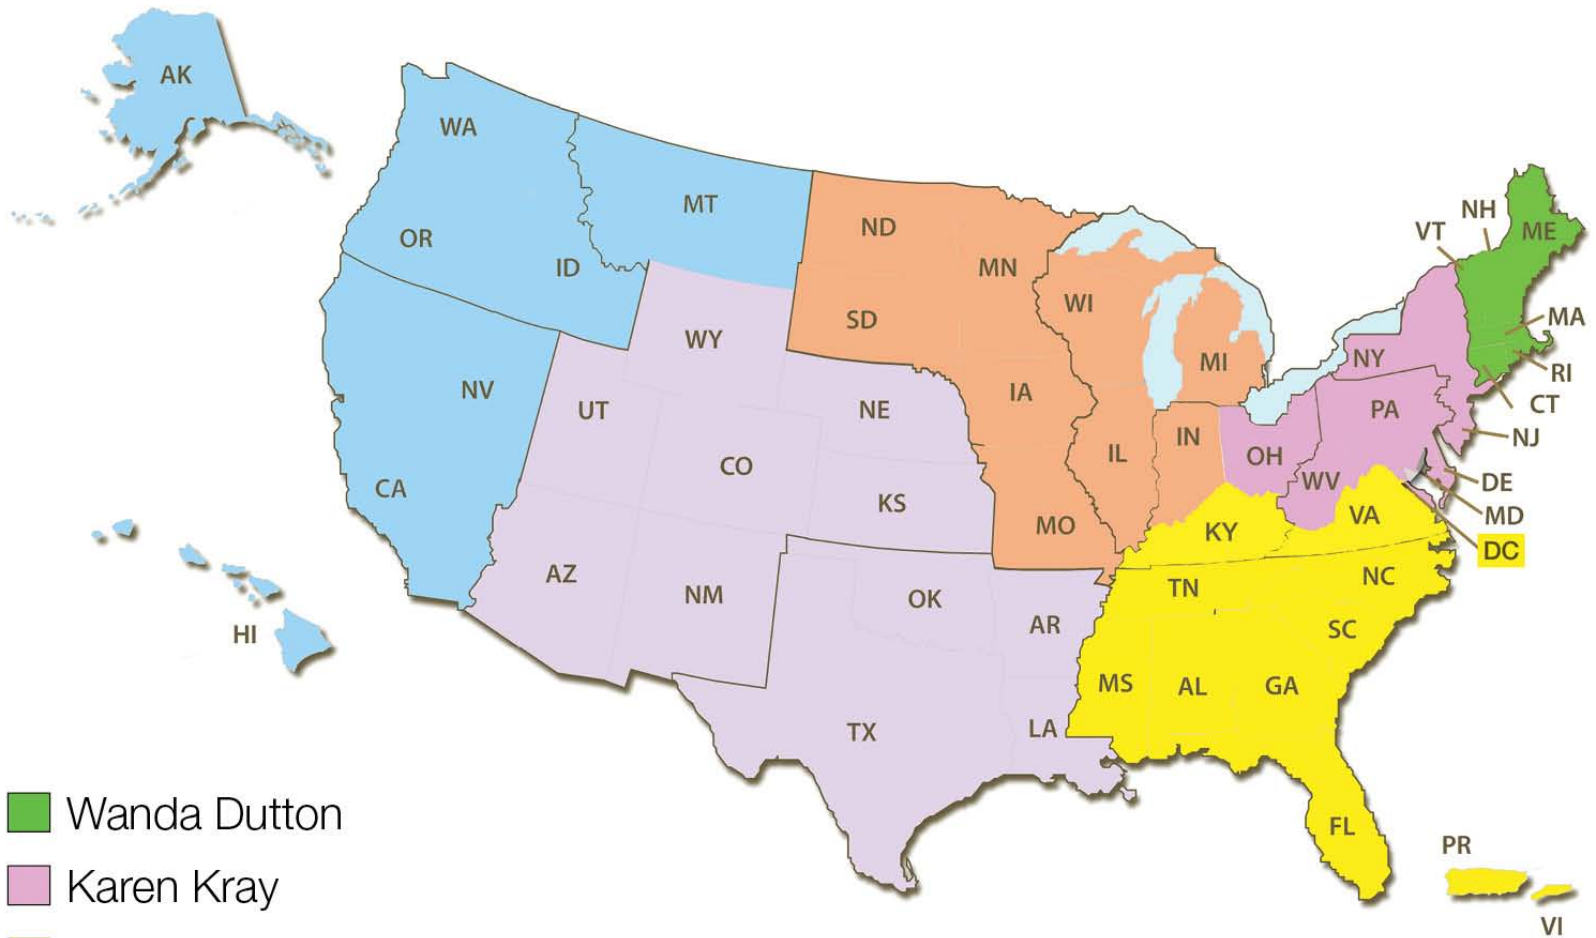 AK
WA
MT
ND
NH
ME
VT
OR
ID
MN
WI
MA
SD
WY
NY
MI
RI
NV
UT
NE
IA
PA
CT
NJ
CO
IL
IN
OH
WV
DE
CA
KS
MO
KY
VA
MD
DC
AZ
NM
OK
AR
TN
NC
SC
HI
MS
AL
GA
TX
LA
FL
PR
VI
Wanda Dutton
Karen Kray